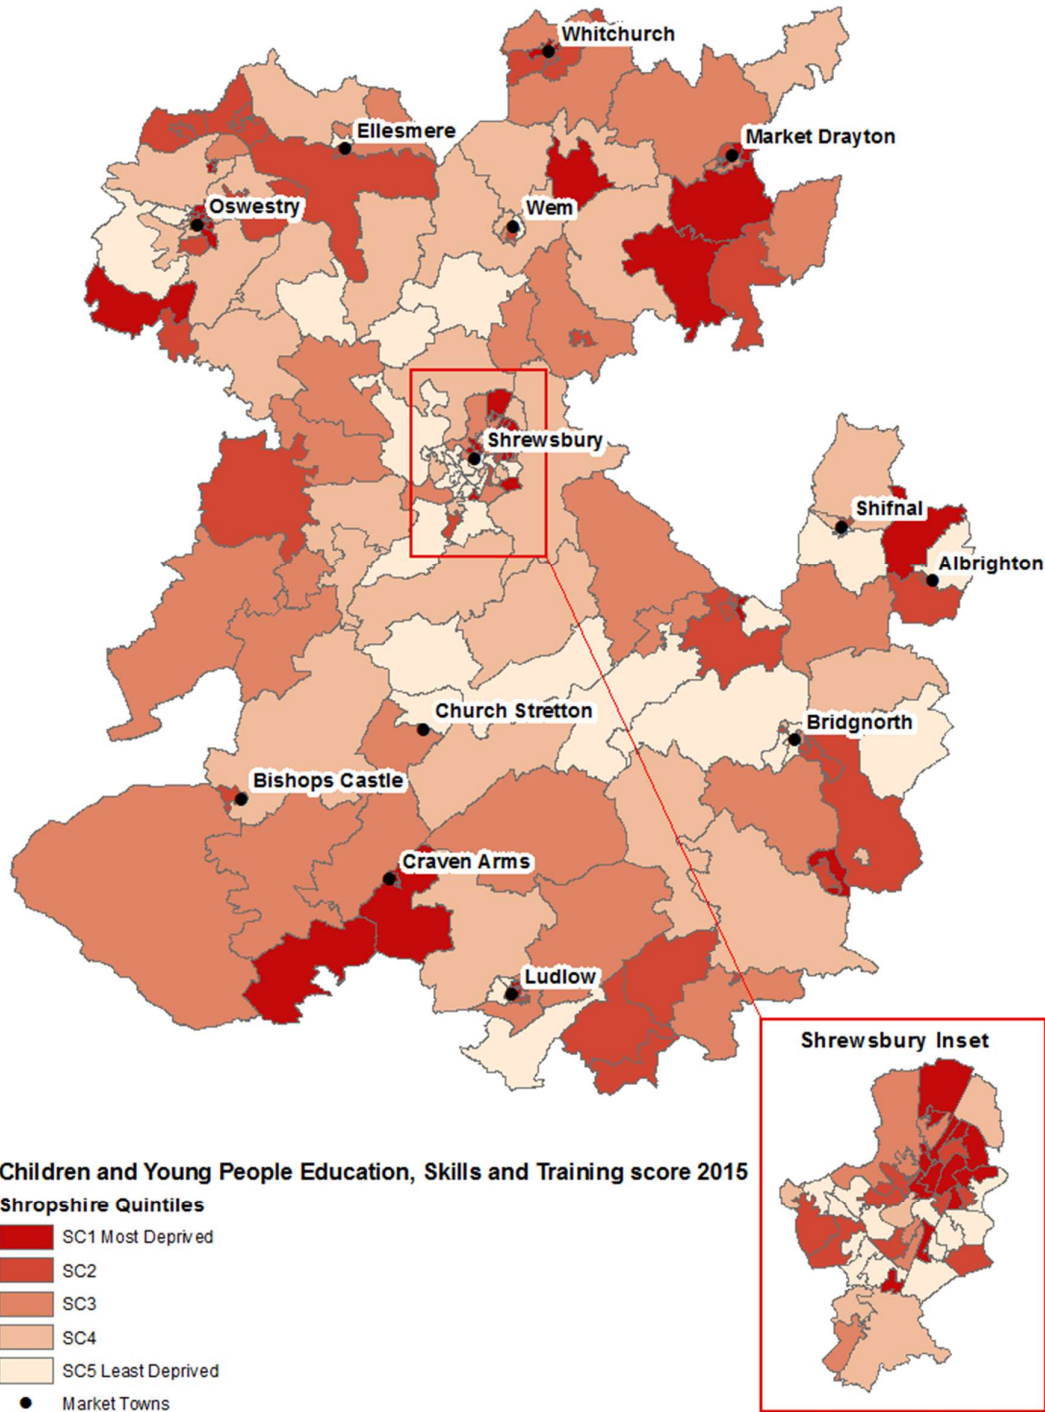 Whitchurch
Ellesmere
Market Drayton
Oswestry
Wem
Shrewsbury
Shifnal
Albrighton
Church Stretton
Bridgnorth
Bishops Castle
Craven Arms
Ludlow
Shrewsbury Inset
Children and Young People Education, Skills and Training score 2015
Shropshire Quintiles
SC1 Most Deprived
SC2
SC3
SC4
SC5 Least Deprived
Market Towns